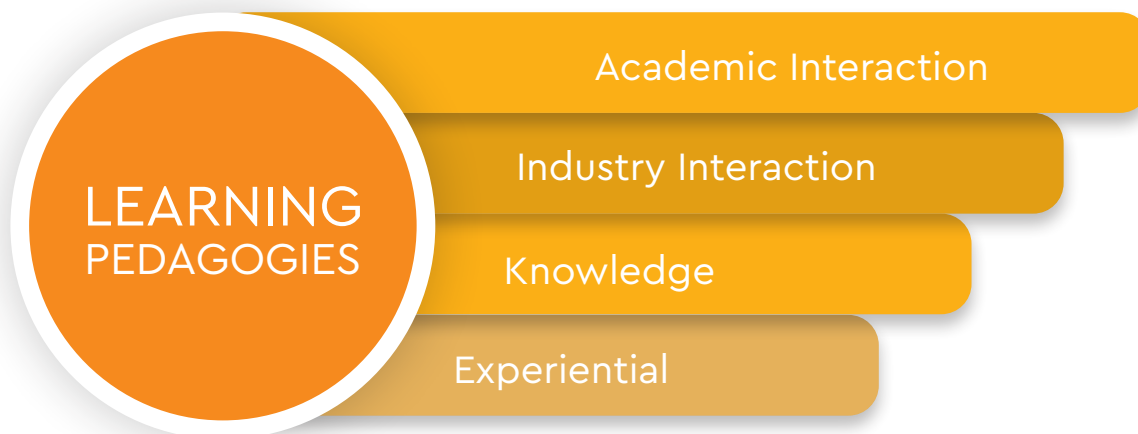 LEARNING
PEDAGOGIES
Academic Interaction
Industry Interaction
Knowledge
Experiential